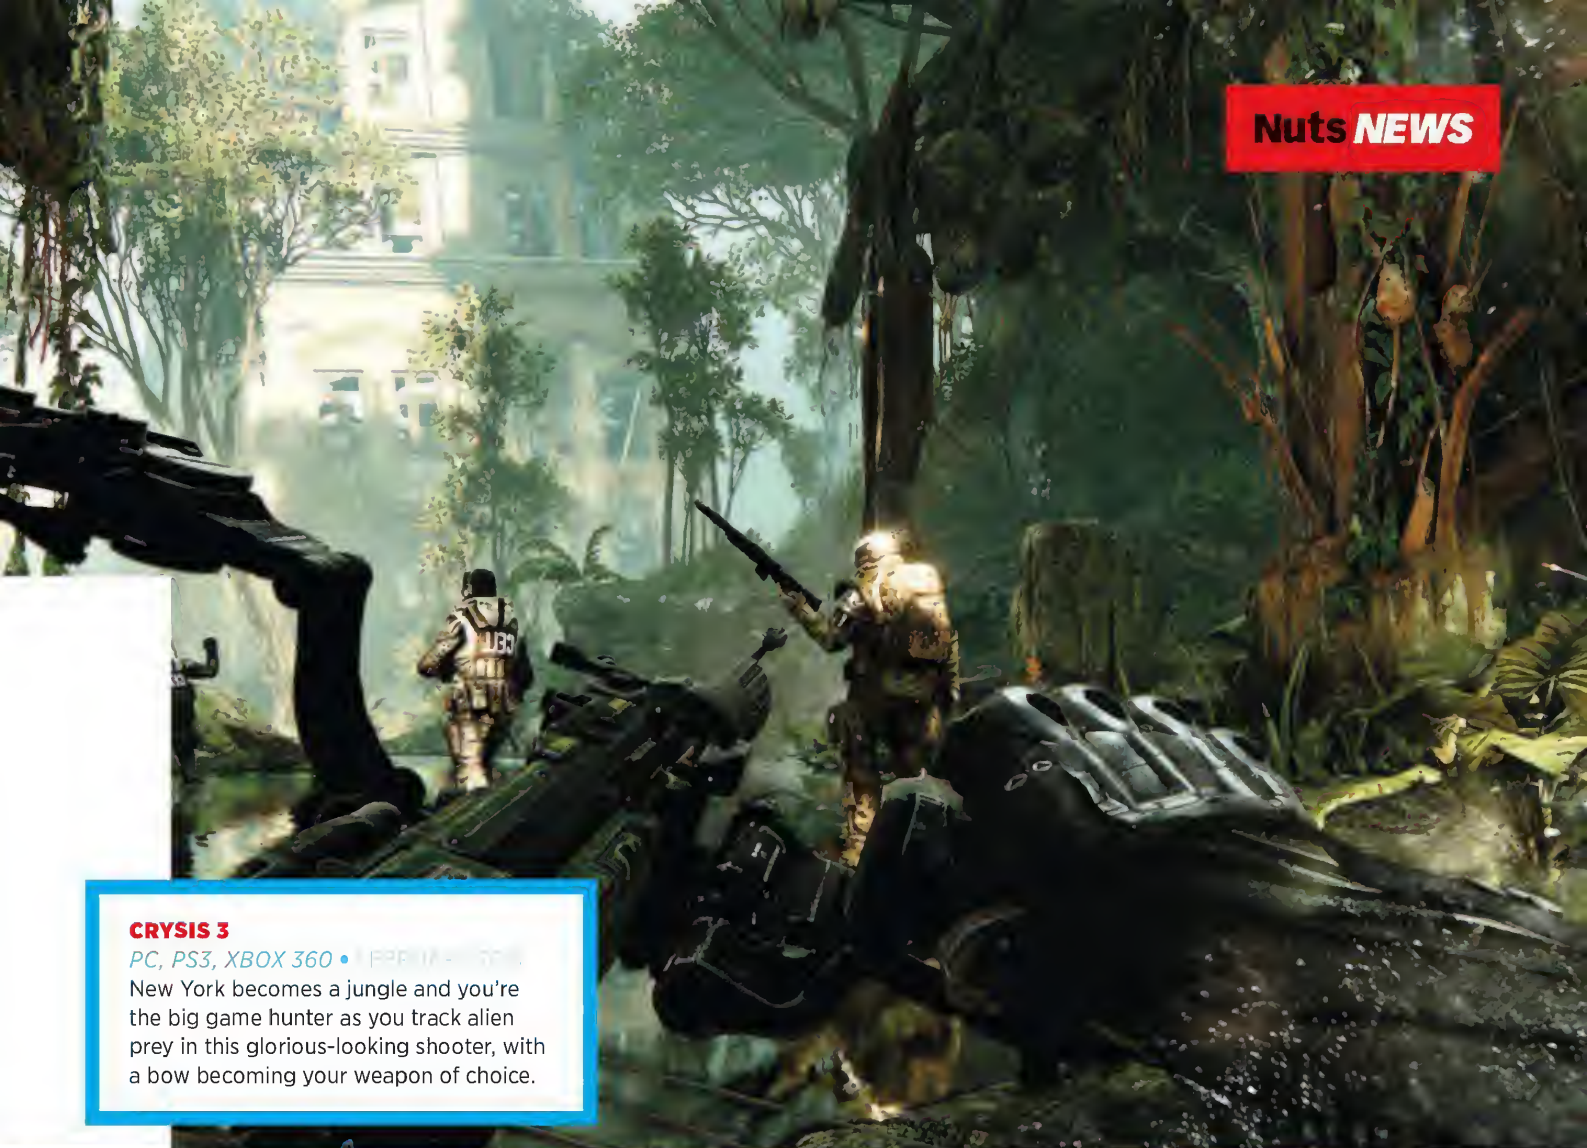 Nuts NEWS
U33
CRYSIS 3
PC, PS3, XBOX 360 •
New York becomes a jungle and you're
the big game hunter as you track alien
prey in this glorious-looking shooter, with
a bow becoming your weapon of choice.